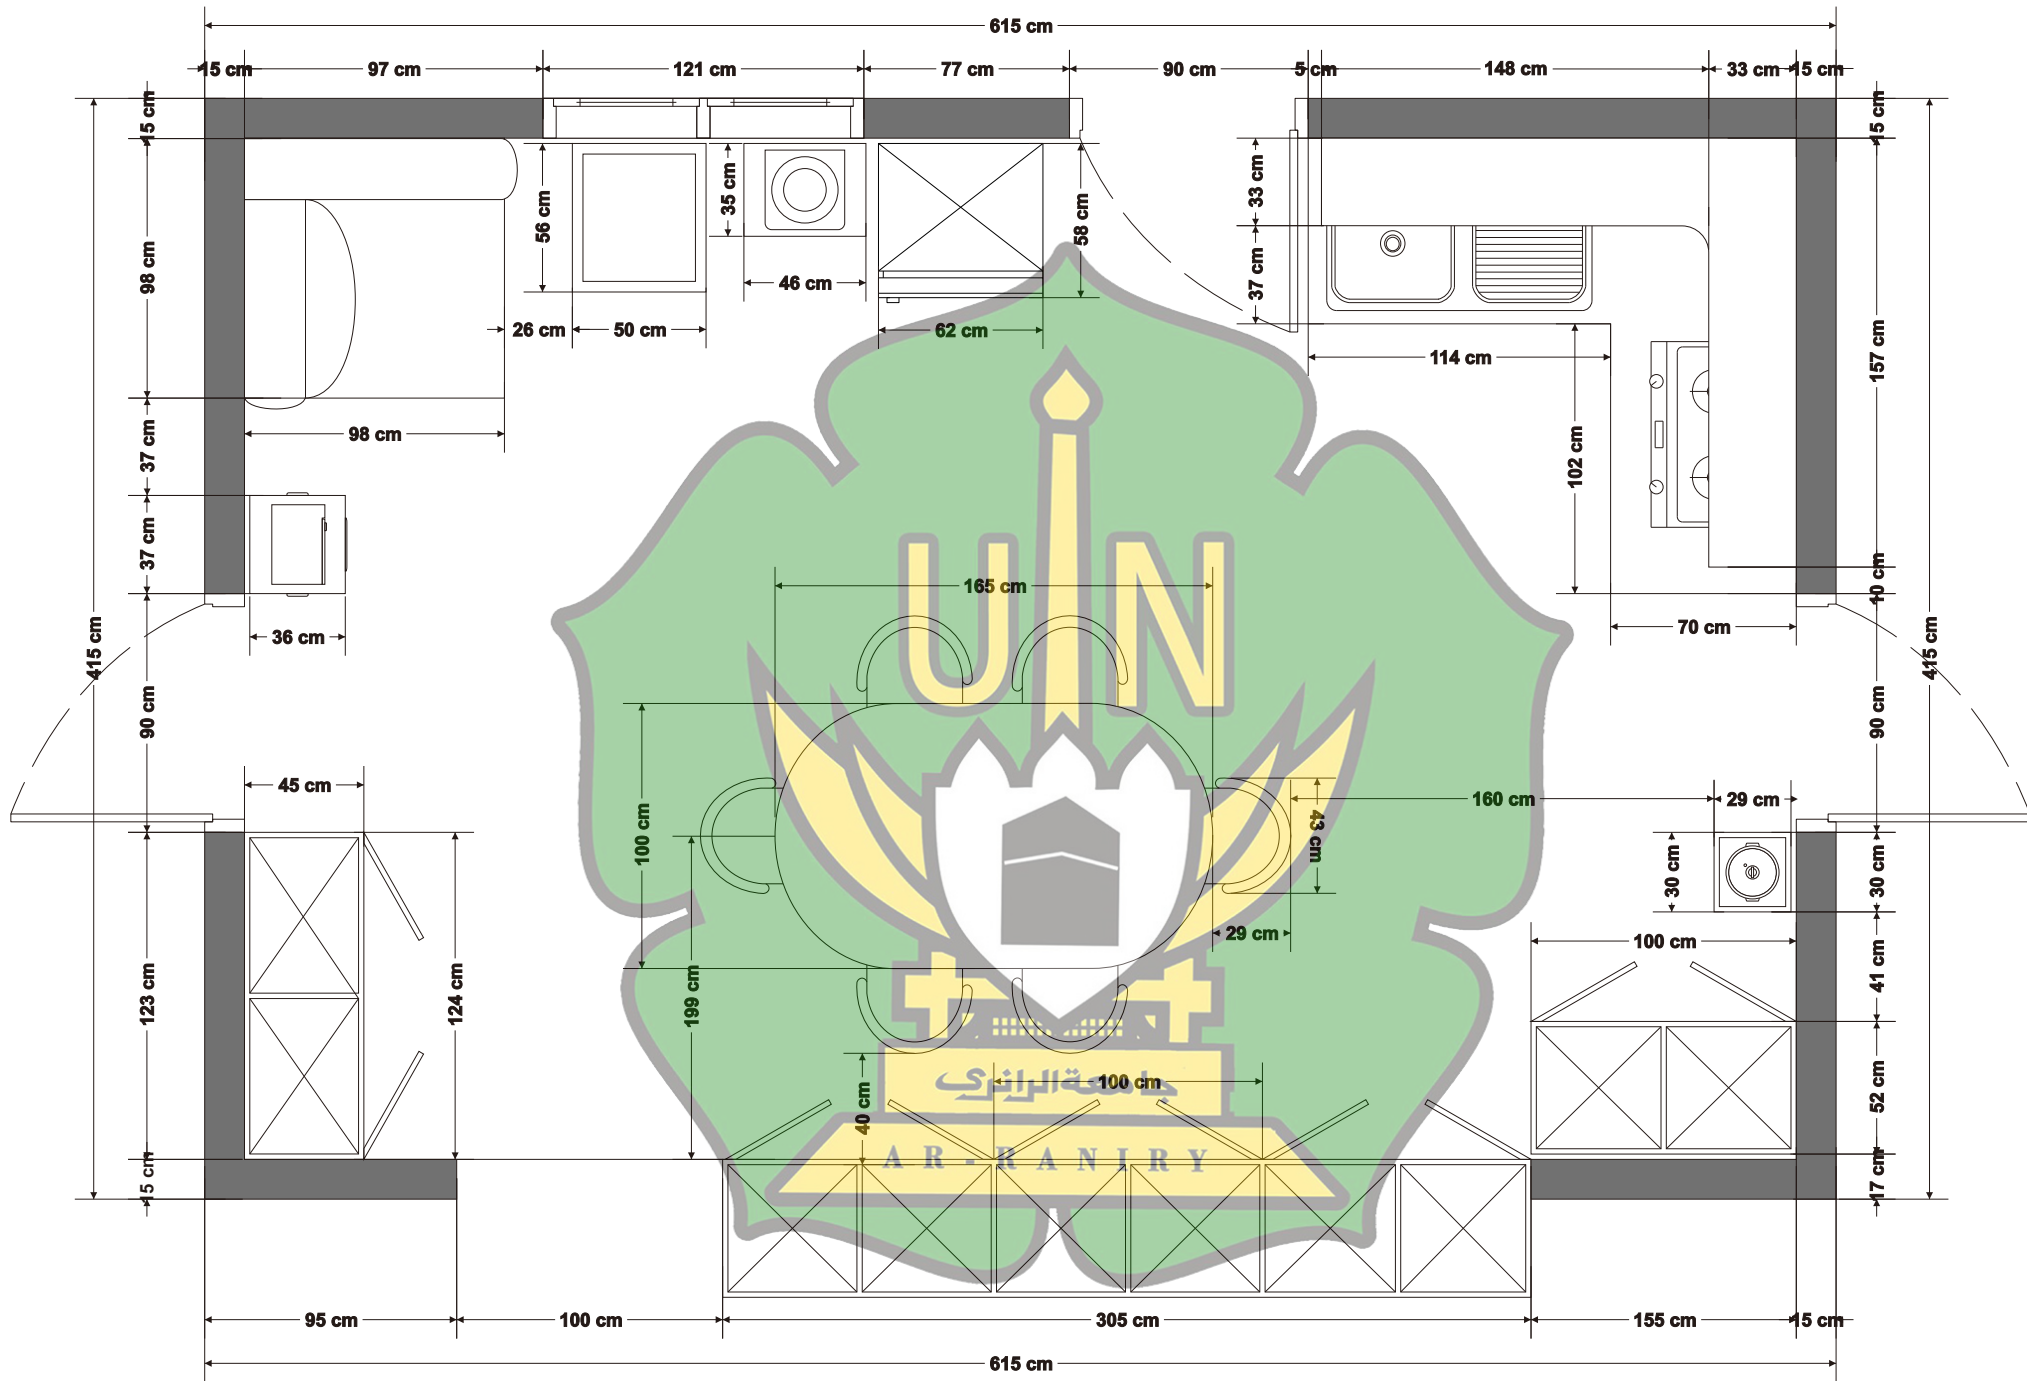 615 cm
15 cm
97 cm
121 cm
77 cm
90 cm
5 cm
148 cm
33 cm
15 cm
15 cm
15 cm
98 cm
56 cm
35 cm
58 cm
33 cm
37 cm
157 cm
46 cm
26 cm
50 cm
62 cm
114 cm
98 cm
37 cm
102 cm
37 cm
165 cm
10 cm
36 cm
70 cm
415 cm
415 cm
UIN
90 cm
90 cm
45 cm
100 cm
43 cm
160 cm
29 cm
30 cm
30 cm
29 cm
100 cm
123 cm
124 cm
199 cm
41 cm
40 cm
100 cm
جامعة الرانري
52 cm
AR-RANIRY
15 cm
17 cm
95 cm
100 cm
305 cm
155 cm
15 cm
615 cm